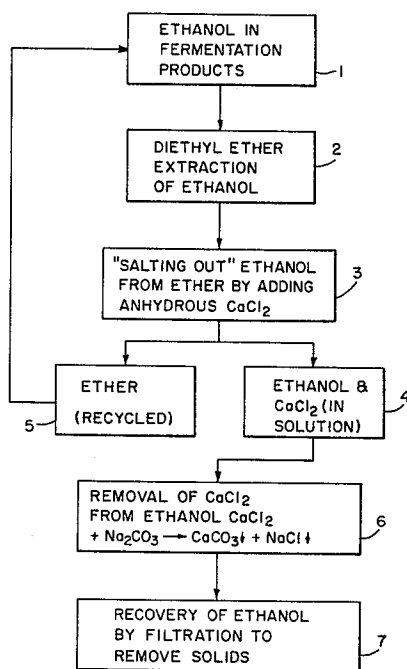 ETHANOL IN
FERMENTATION
PRODUCTS
1
DIETHYL ETHER
EXTRACTION
OF ETHANOL
2
"SALTING OUT" ETHANOL
FROM ETHER BY ADDING
ANHYDROUS CaCl₂
3
ETHER
(RECYCLED)
5
ETHANOL &
CaCl₂ (IN
SOLUTION)
4
REMOVAL OF CaCl₂
FROM ETHANOL CaCl₂
+ Na₂CO₃ → CaCO₃↓ + NaCl↓
6
RECOVERY OF ETHANOL
BY FILTRATION TO
REMOVE SOLIDS
7